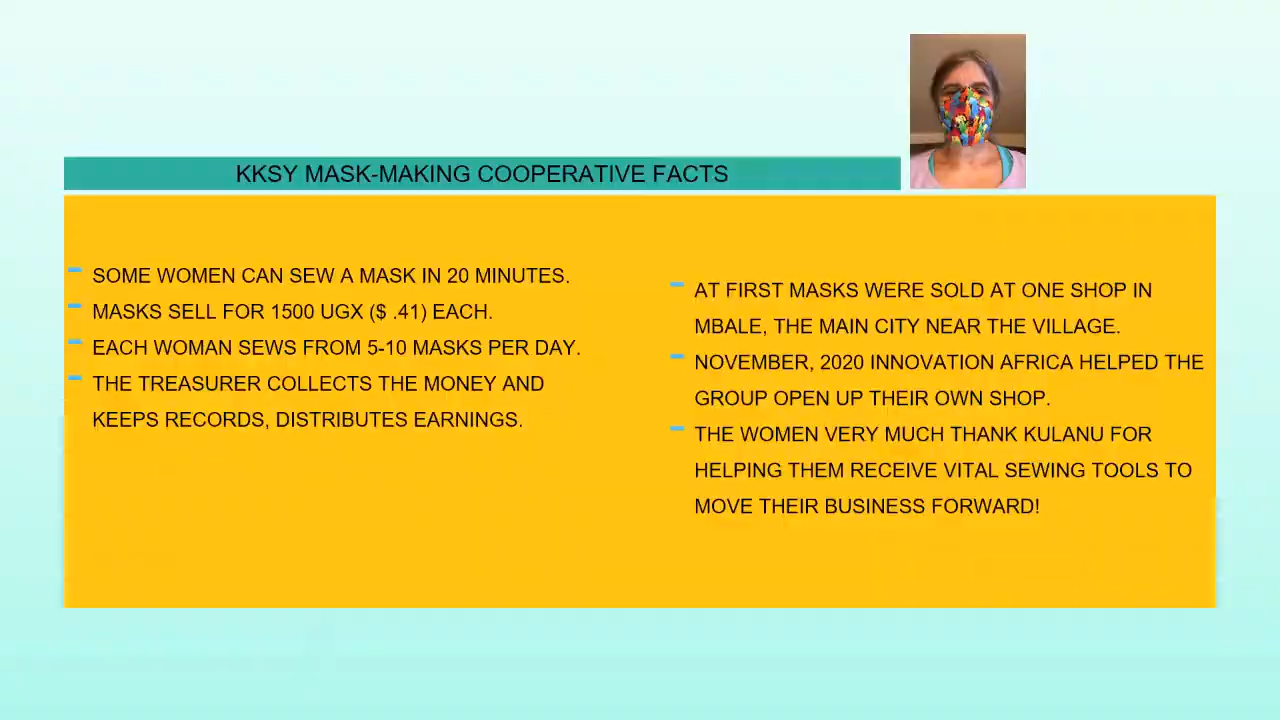 KKSY MASK-MAKING COOPERATIVE FACTS
SOME WOMEN CAN SEW A MASK IN 20 MINUTES.
MASKS SELL FOR 1500 UGX ($ .41) EACH.
EACH WOMAN SEWS FROM 5-10 MASKS PER DAY.
THE TREASURER COLLECTS THE MONEY AND
KEEPS RECORDS, DISTRIBUTES EARNINGS.
AT FIRST MASKS WERE SOLD AT ONE SHOP IN
MBALE, THE MAIN CITY NEAR THE VILLAGE.
NOVEMBER, 2020 INNOVATION AFRICA HELPED THE
GROUP OPEN UP THEIR OWN SHOP.
THE WOMEN VERY MUCH THANK KULANU FOR
HELPING THEM RECEIVE VITAL SEWING TOOLS TO
MOVE THEIR BUSINESS FORWARD!